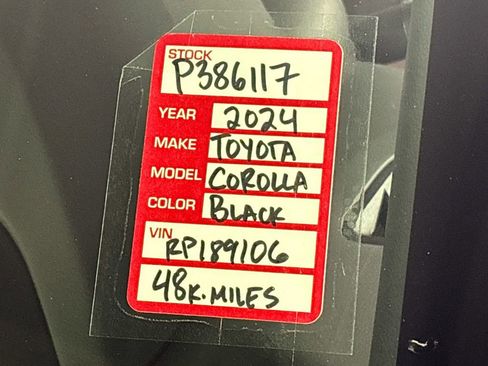 STOCK
P386117
YEAR 2024
MAKE TOYOTA
MODEL COROLLA
COLOR BLACK
VIN
RP189106
48K.MILES